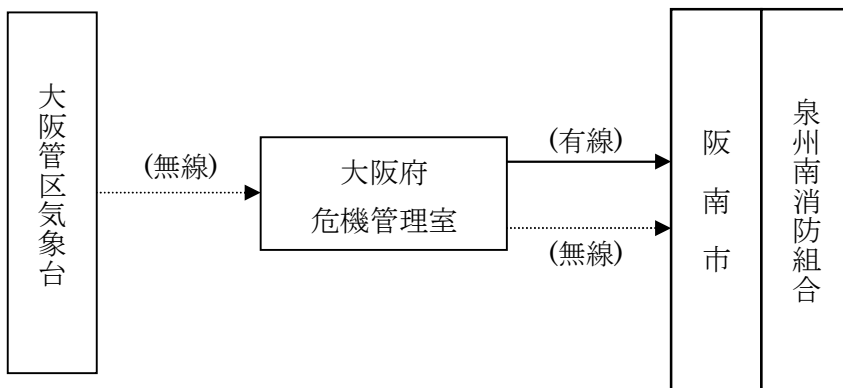 大阪管区気象台
(無線)
大阪府
危機管理室
(有線)
(無線)
阪南市
泉州南消防組合